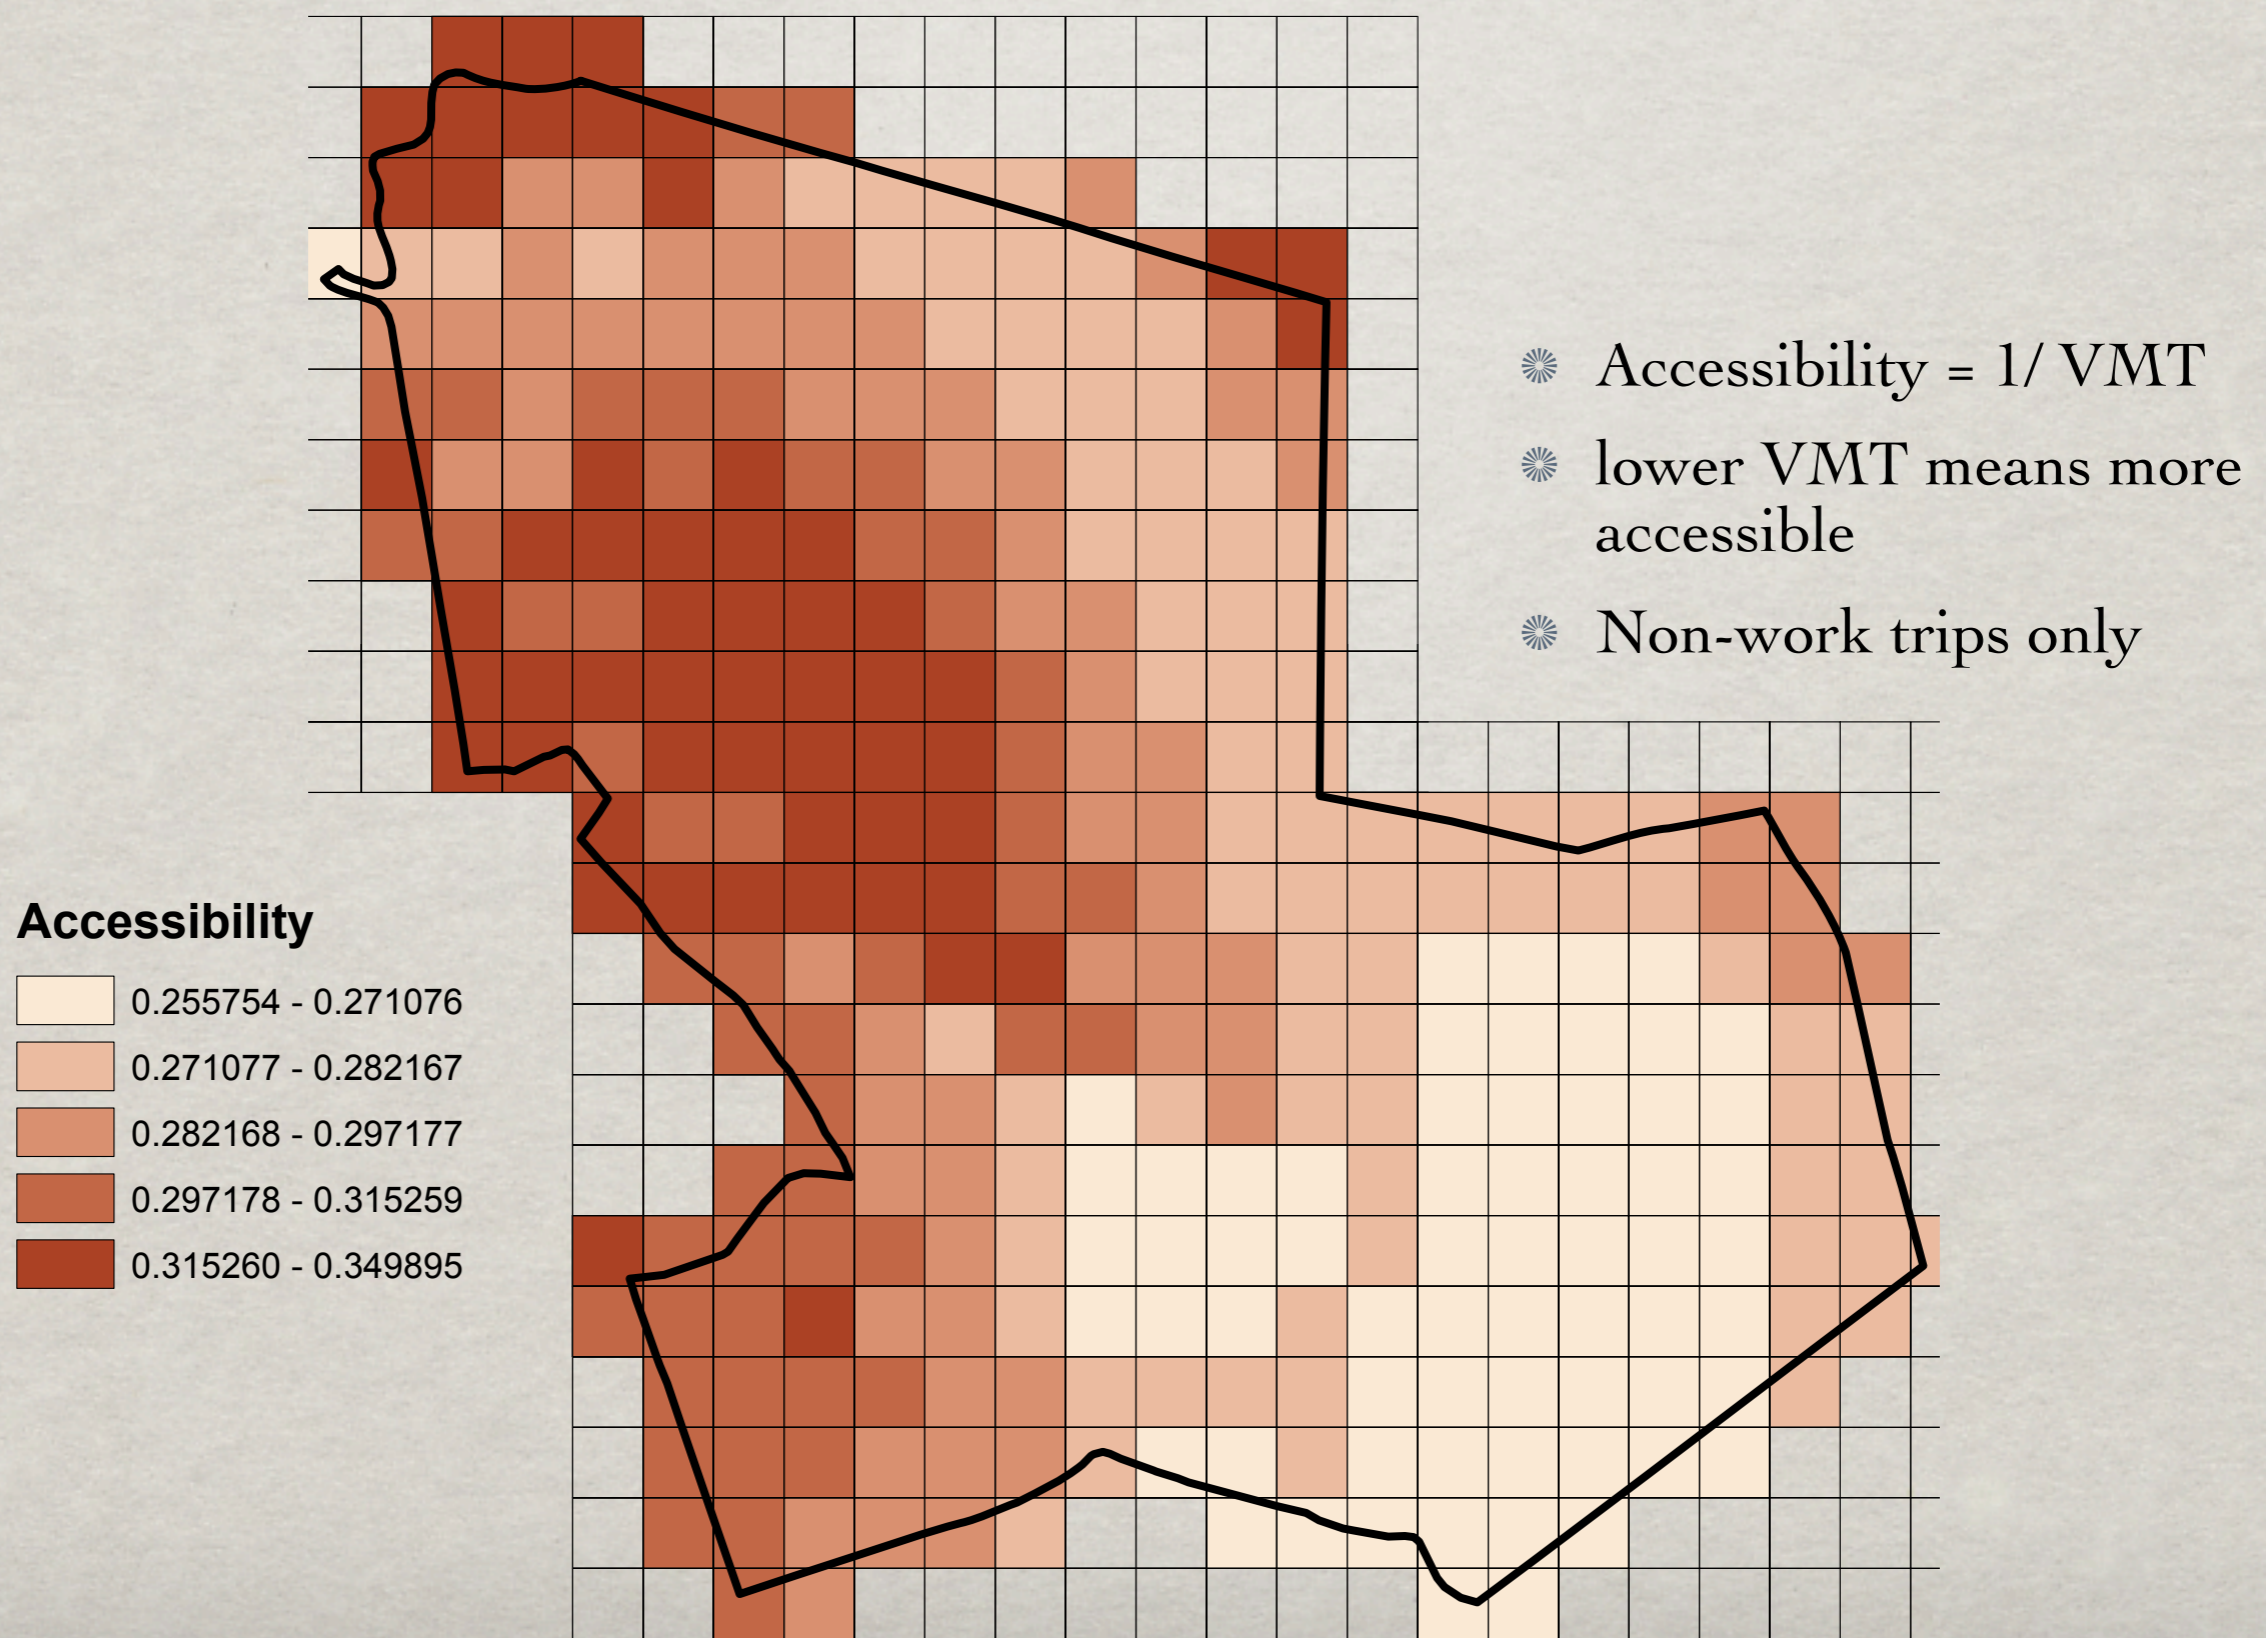 Accessibility = 1/ VMT
lower VMT means more
accessible
Non-work trips only
Accessibility
0.255754 - 0.271076
0.271077 - 0.282167
0.282168 - 0.297177
0.297178 - 0.315259
0.315260 - 0.349895